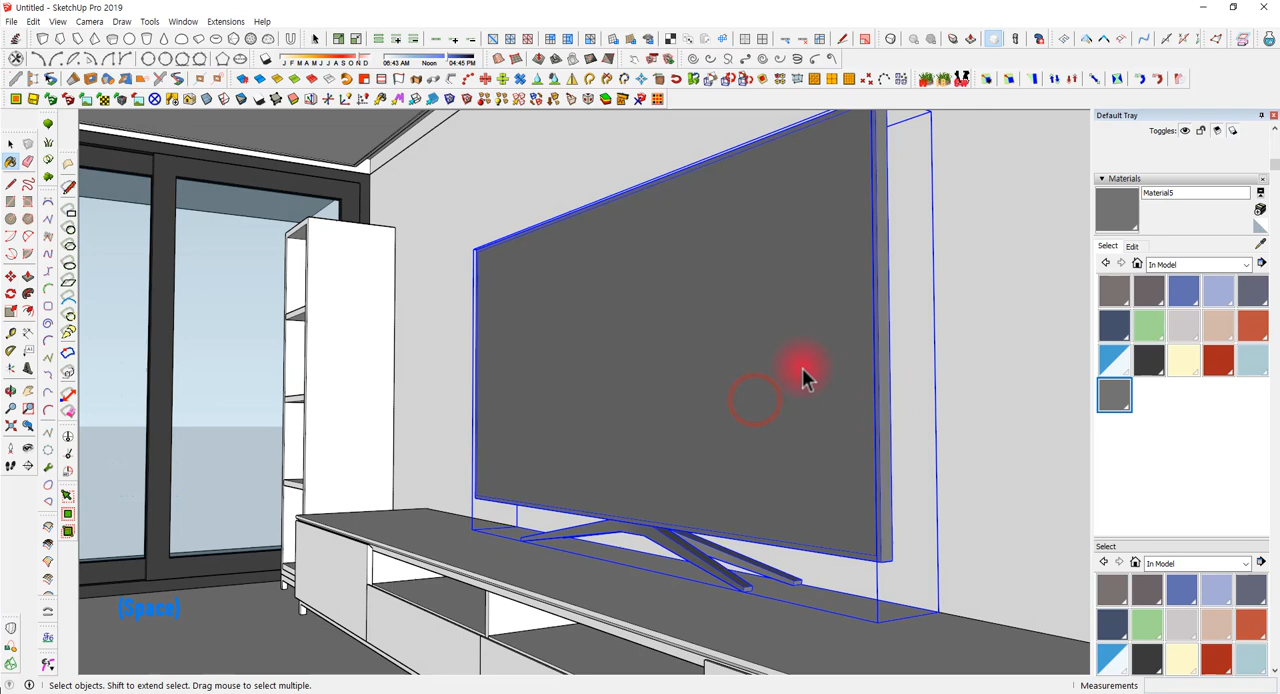 Untitled - SketchUp Pro 2019
File Edit View Camera Draw Tools Window Extensions Help
06:43 AM Noon 04:45 PM
Default Tray
Toggles:
Materials
Material5
Select Edit
In Model
Select
In Model
(Space)
Select objects. Shift to extend select. Drag mouse to select multiple.
Measurements